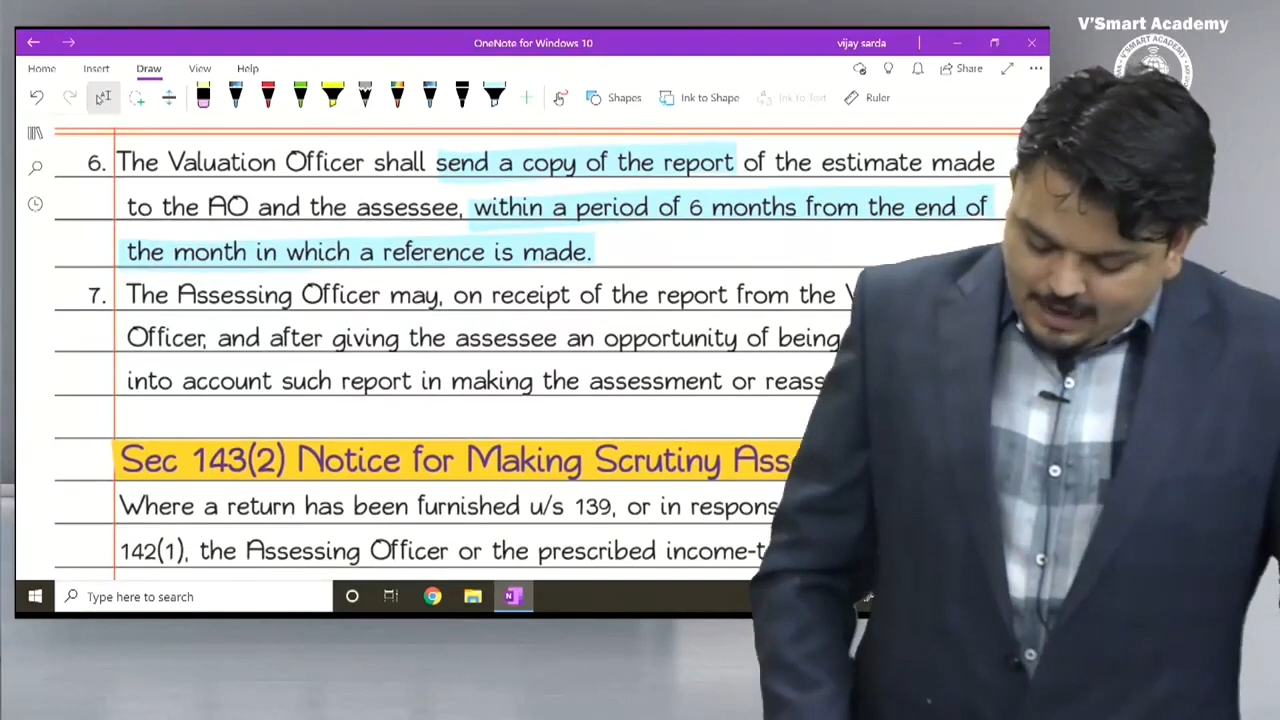 V'Smart Academy
OneNote for Windows 10
vijay sarda
Home Insert Draw View Help
Share
Shapes Ink to Shape Ink to Text Ruler
6. The Valuation Officer shall send a copy of the report of the estimate made
to the AO and the assessee, within a period of 6 months from the end of
the month in which a reference is made.
7. The Assessing Officer may, on receipt of the report from the V
Officer, and after giving the assessee an opportunity of being
into account such report in making the assessment or reass
Sec 143(2) Notice for Making Scrutiny Ass
Where a return has been furnished u/s 139, or in respons
142(1), the Assessing Officer or the prescribed income-t
Type here to search